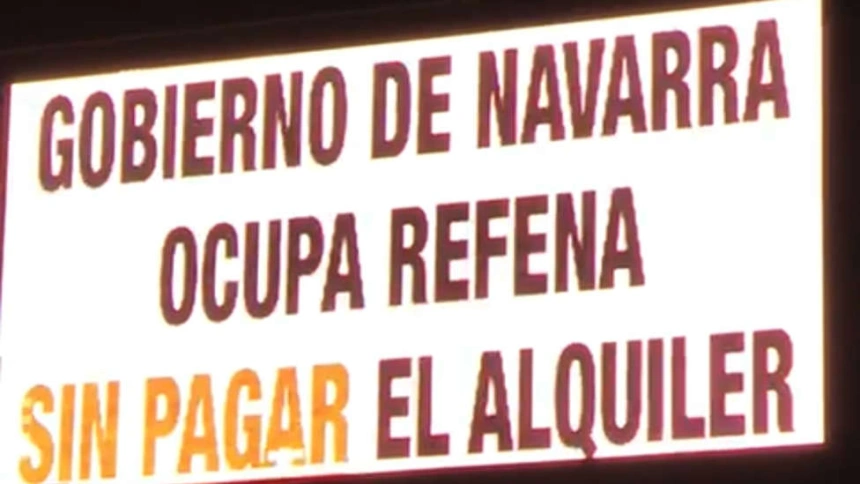 GOBIERNO DE NAVARRA
OCUPA REFENA
SIN PAGAR EL ALQUILER